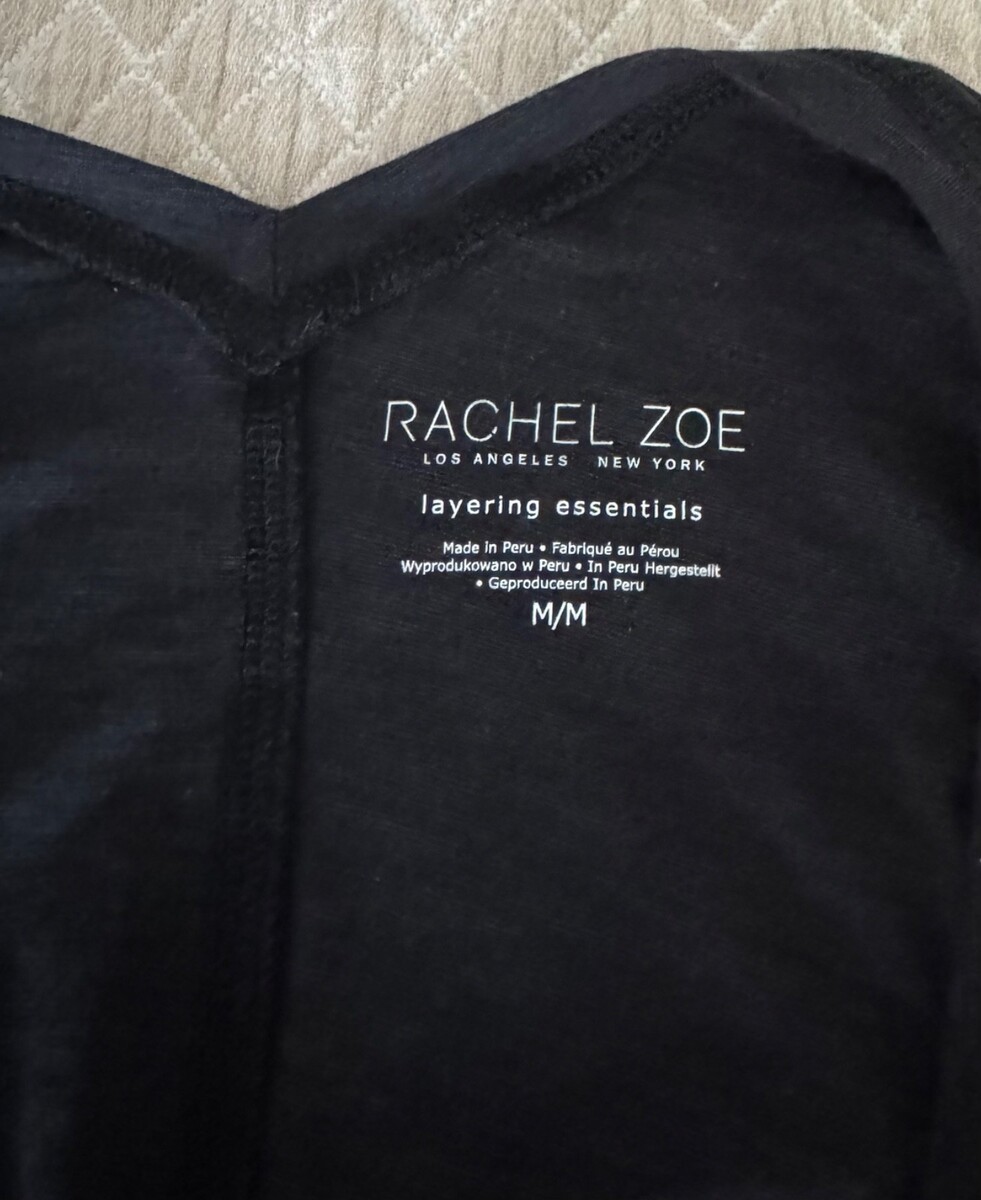 RACHEL ZOE
LOS ANGELES NEW YORK
layering essentials
Made in Peru • Fabriqué au Pérou
Wyprodukowano w Peru • In Peru Hergestellt
• Geproduceerd In Peru
M/M